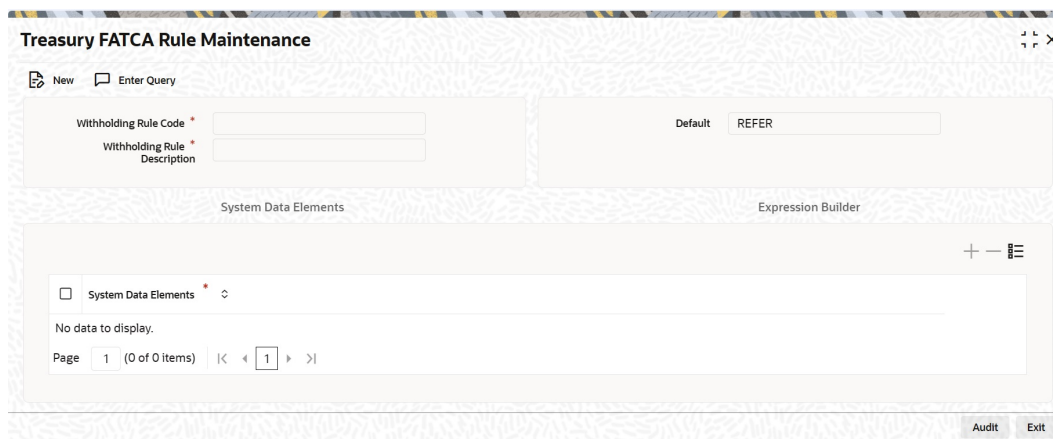 Treasury FATCA Rule Maintenance
New Enter Query
Withholding Rule Code *
Withholding Rule *
Description
Default REFER
System Data Elements Expression Builder
System Data Elements *
No data to display.
Page 1 (0 of 0 items) 1
Audit Exit